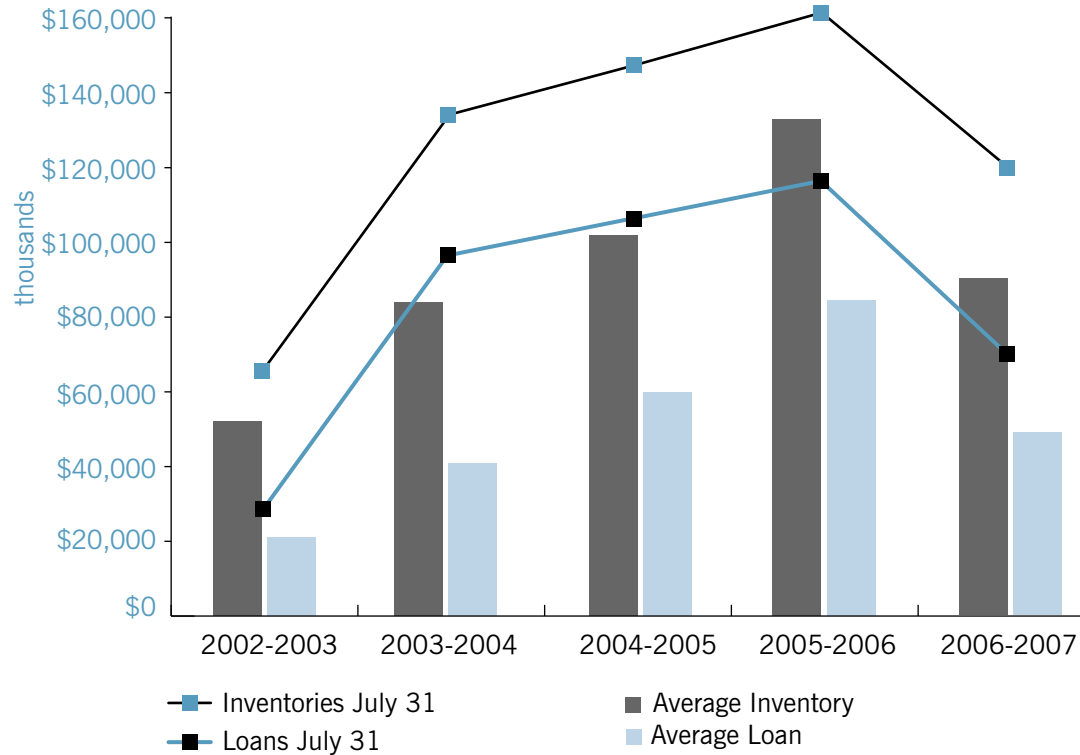 $160,000
$140,000
$120,000
$100,000
$80,000
$60,000
$40,000
$20,000
$0
thousands
2002-2003 2003-2004 2004-2005 2005-2006 2006-2007
Inventories July 31 Average Inventory
Loans July 31 Average Loan